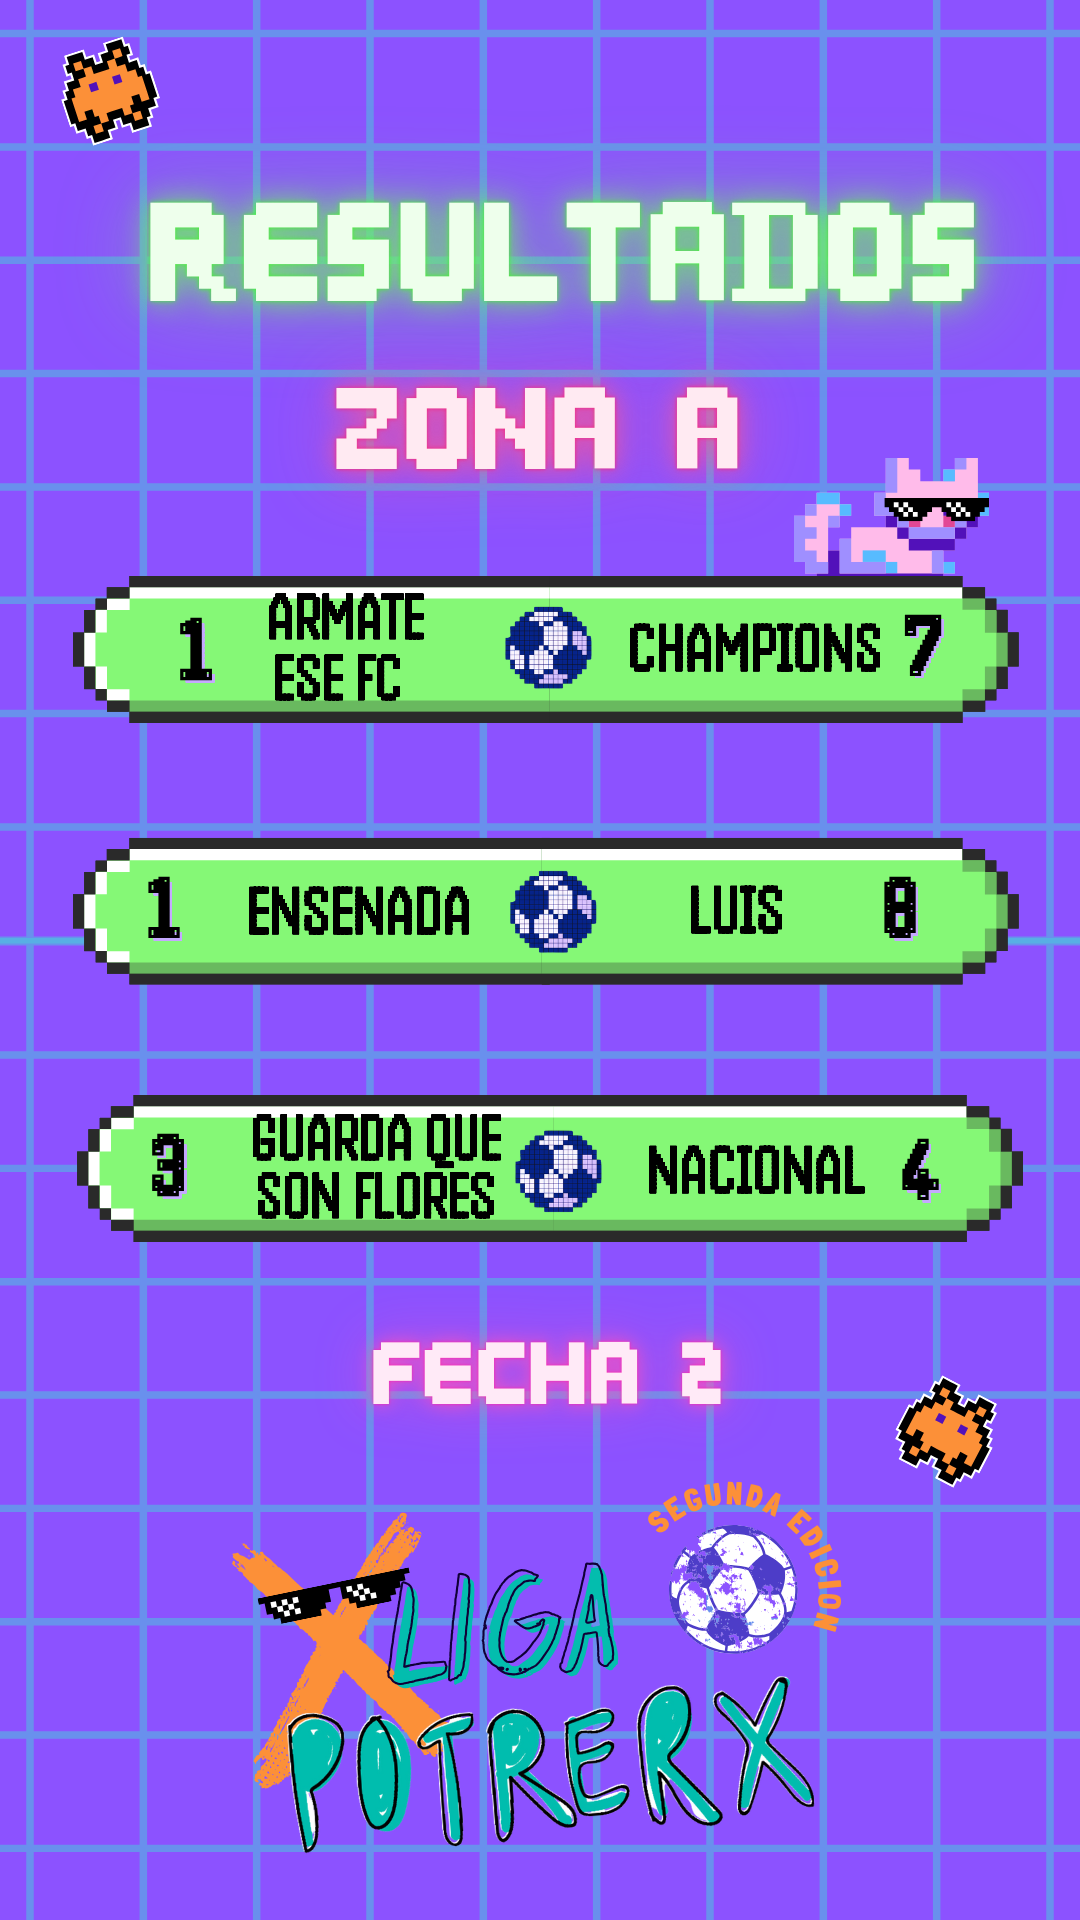 RESULTADOS
ZONA A
1 ARMATE ESE FC CHAMPIONS 7
1 ENSENADA LUIS 8
3 GUARDA QUE SON FLORES NACIONAL 4
FECHA 2
SEGUNDA EDICION
LIGA
POTRERX